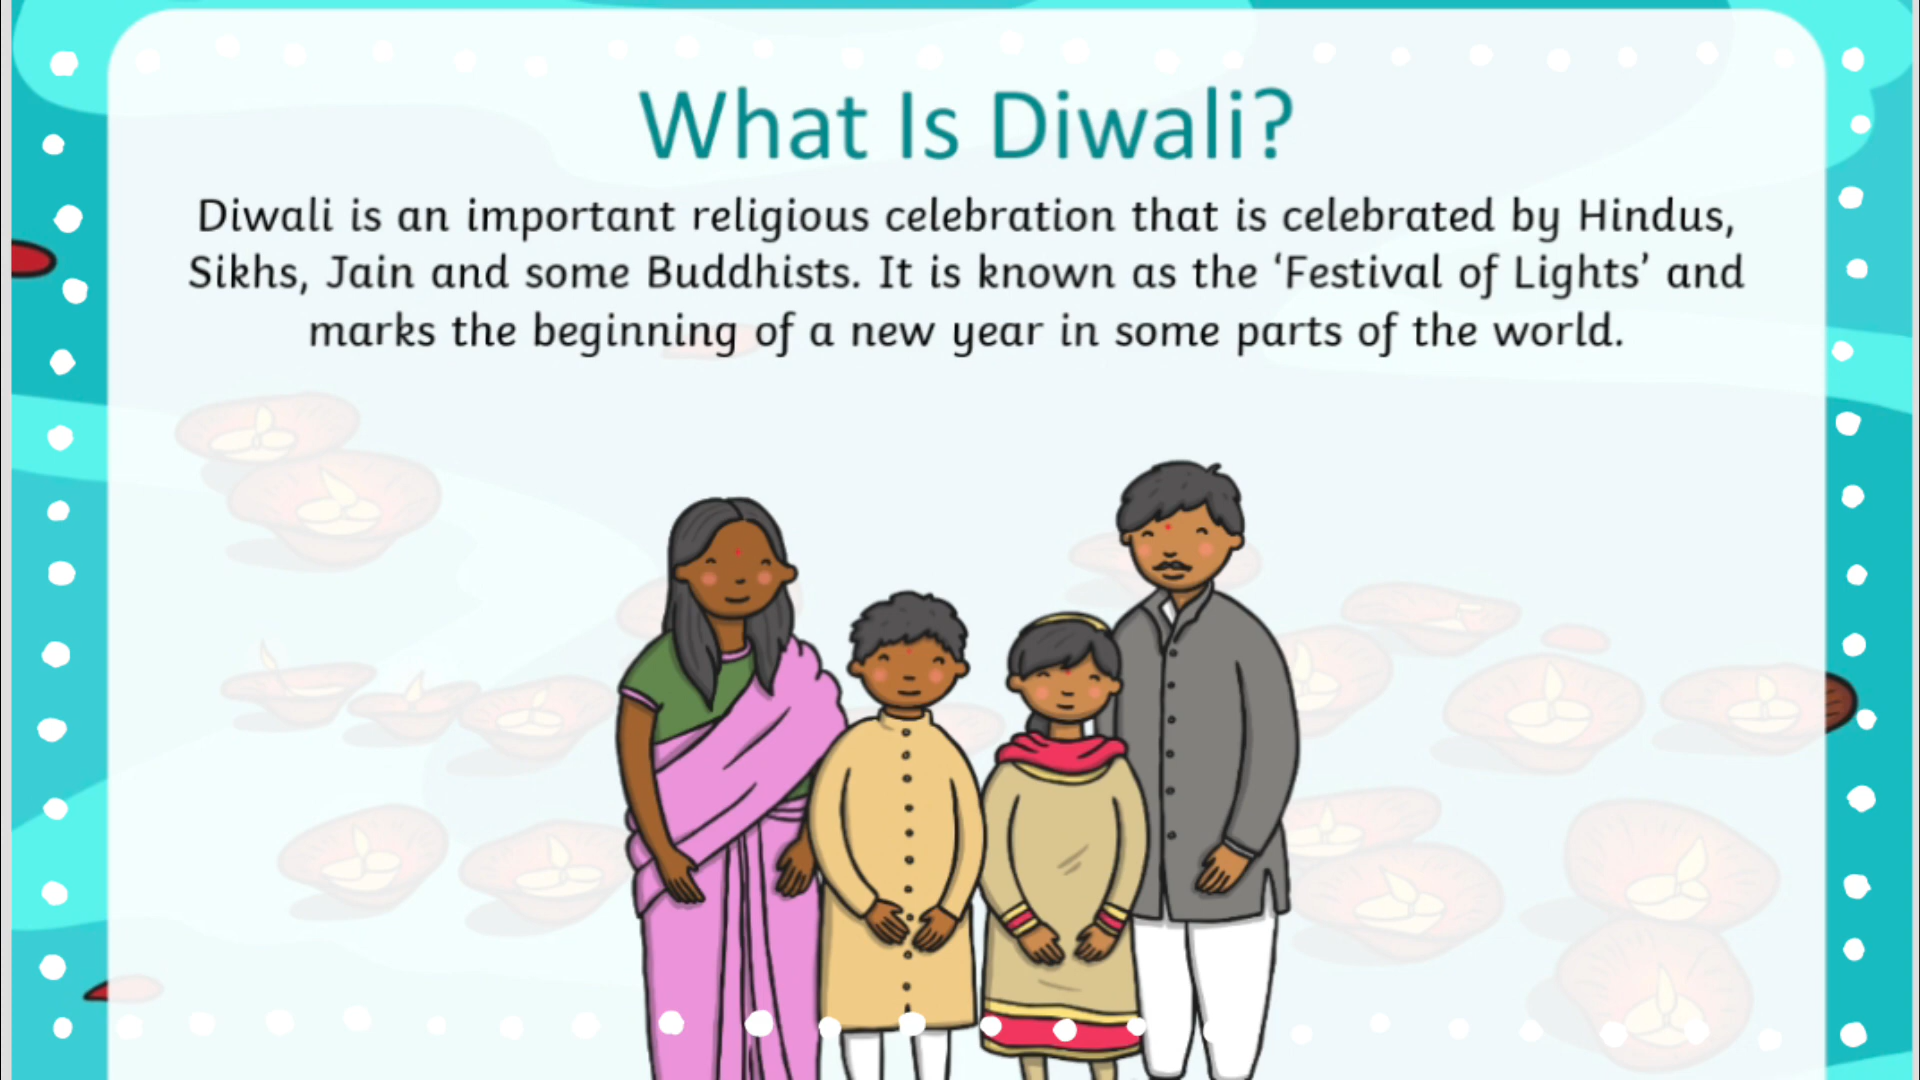 What Is Diwali?
Diwali is an important religious celebration that is celebrated by Hindus,
Sikhs, Jain and some Buddhists. It is known as the ‘Festival of Lights’ and
marks the beginning of a new year in some parts of the world.